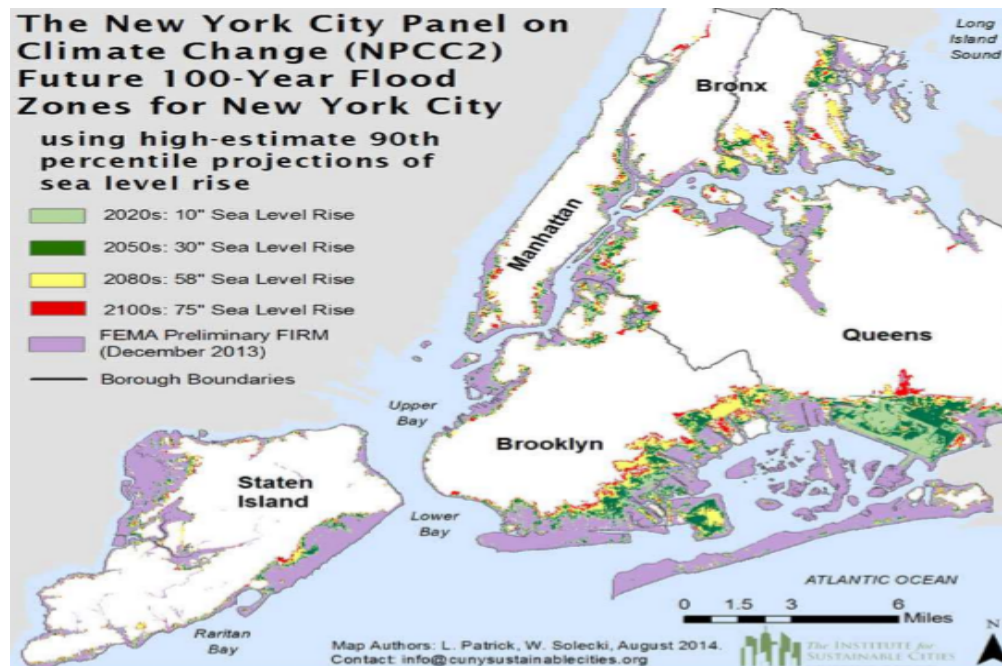 The New York City Panel on
Climate Change (NPCC2)
Future 100-Year Flood
Zones for New York City
using high-estimate 90th
percentile projections of
sea level rise
2020s: 10" Sea Level Rise
2050s: 30" Sea Level Rise
2080s: 58" Sea Level Rise
2100s: 75" Sea Level Rise
FEMA Preliminary FIRM
(December 2013)
Borough Boundaries
Long
Island
Sound
Bronx
Manhattan
Queens
Upper
Bay
Brooklyn
Staten
Island
Lower
Bay
ATLANTIC OCEAN
0 1.5 3 6
Miles
Raritan
Bay
N
Map Authors: L. Patrick, W. Solecki, August 2014.
Contact: info@cunysustainablecities.org
The INSTITUTE for
SUSTAINABLE CITIES